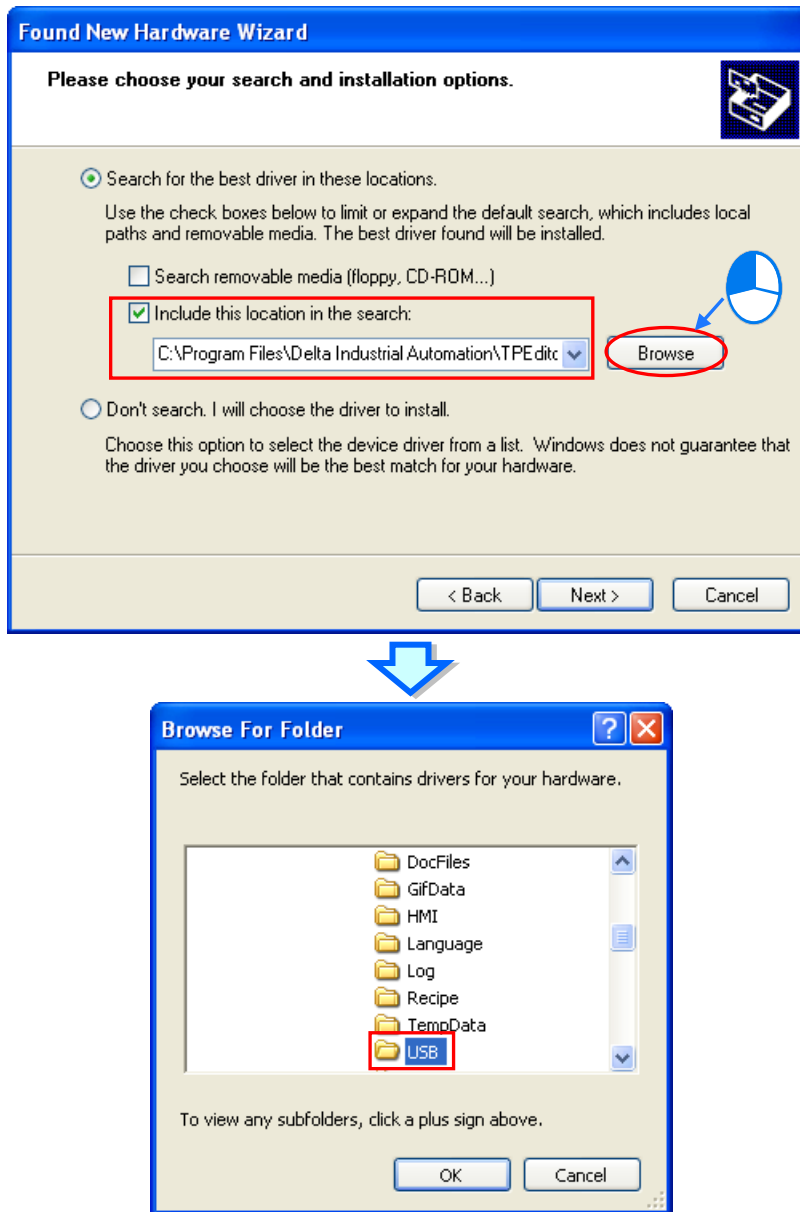 Found New Hardware Wizard
Please choose your search and installation options.
Search for the best driver in these locations.
Use the check boxes below to limit or expand the default search, which includes local
paths and removable media. The best driver found will be installed.
Search removable media (floppy, CD-ROM...)
Include this location in the search:
C:\Program Files\Delta Industrial Automation\TPEditc
Browse
Don't search. I will choose the driver to install.
Choose this option to select the device driver from a list. Windows does not guarantee that
the driver you choose will be the best match for your hardware.
< Back Next > Cancel
Browse For Folder
Select the folder that contains drivers for your hardware.
DocFiles
GifData
HMI
Language
Log
Recipe
TempData
USB
To view any subfolders, click a plus sign above.
OK Cancel